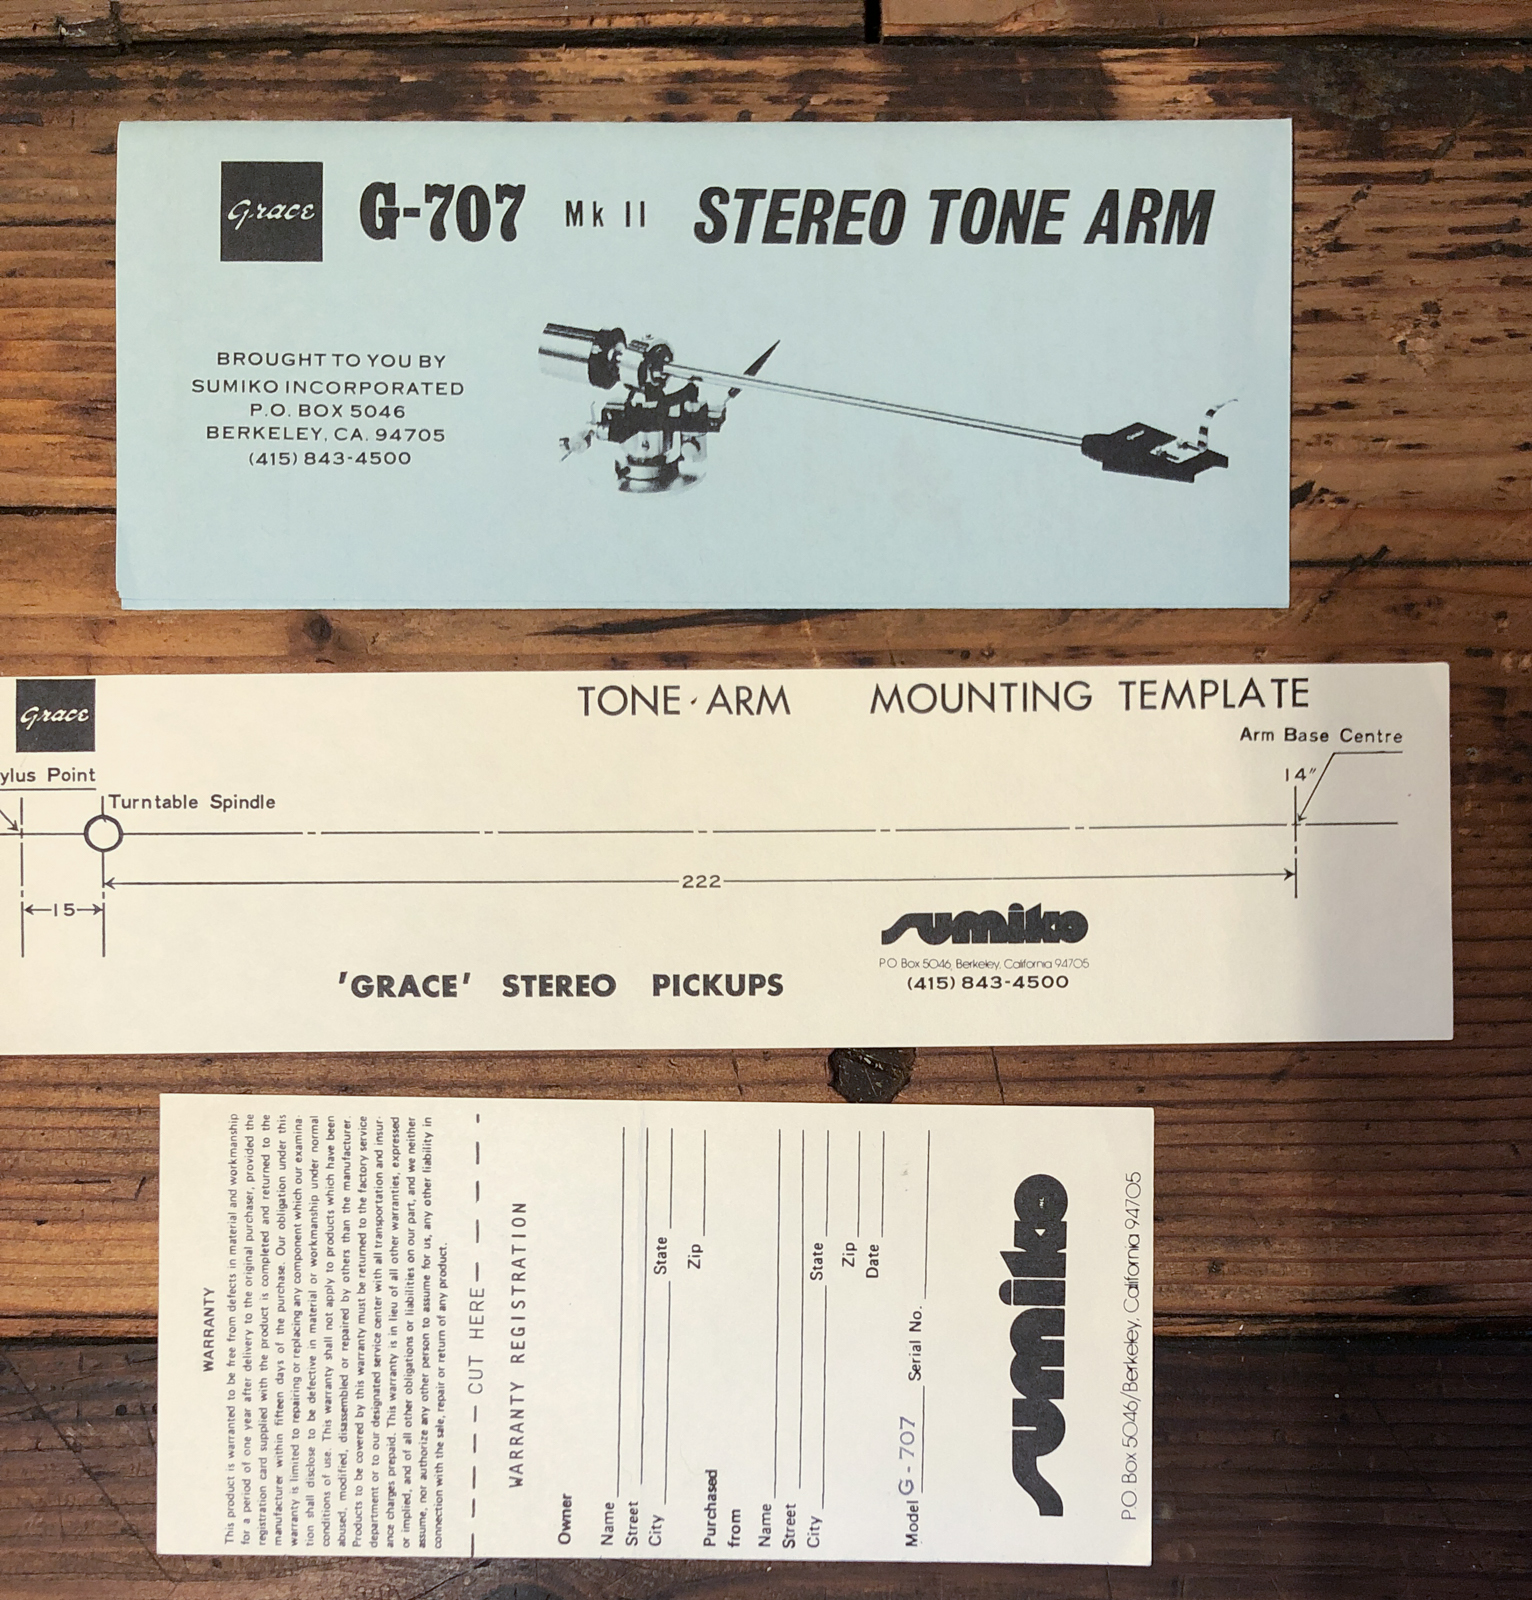 Grace G-707 Mk II STEREO TONE ARM
BROUGHT TO YOU BY
SUMIKO INCORPORATED
P.O. BOX 5046
BERKELEY, CA. 94705
(415) 843-4500
Grace
TONE·ARM MOUNTING TEMPLATE
Arm Base Centre
14"
ylus Point
Turntable Spindle
222
15
sumiko
P O Box 5046, Berkeley, California 94705
(415) 843-4500
'GRACE' STEREO PICKUPS
WARRANTY
This product is warranted to be free from defects in material and workmanship
for a period of one year after delivery to the original purchaser, provided the
registration card supplied with the product is completed and returned to the
manufacturer within fifteen days of the purchase. Our obligation under this
warranty is limited to repairing or replacing any component which our examina-
tion shall disclose to be defective in material or workmanship under normal
conditions of use. This warranty shall not apply to products which have been
abused, modified, disassembled or repaired by others than the manufacturer.
Products to be covered by this warranty must be returned to the factory service
department or to our designated service center with all transportation and insur-
ance charges prepaid. This warranty is in lieu of all other warranties, expressed
or implied, and of all other obligations or liabilities on our part, and we neither
assume, nor authorize any other person to assume for us, any other liability in
connection with the sale, repair or return of any product.
CUT HERE
WARRANTY REGISTRATION
Owner
Name
Street
City State
Zip
Purchased
from
Name
Street
City State
Zip
Date
Model G-707 Serial No.
sumiko INC.
P.O. Box 5046/Berkeley, California 94705